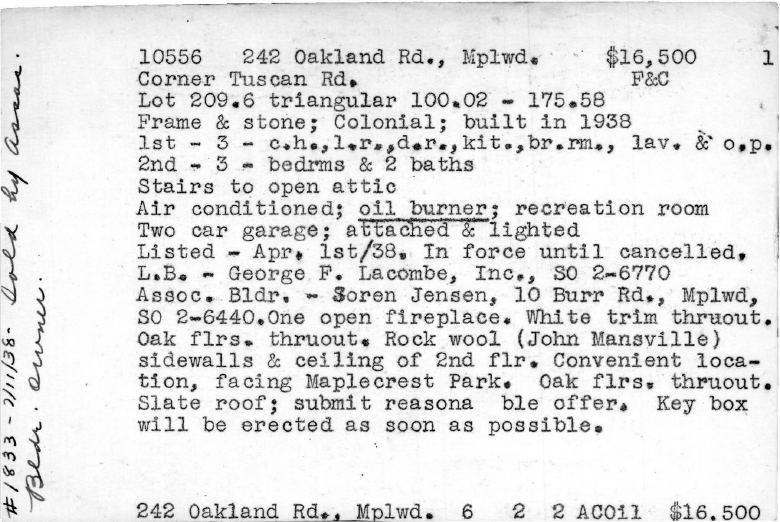 10556 242 Oakland Rd., Mplwd. $16,500 1
Corner Tuscan Rd. F&C
Lot 209.6 triangular 100.02 - 175.58
Frame & stone; Colonial; built in 1938
1st - 3 - c.h.,l.r.,d.r.,kit.,br.rm., lav. & o.p.
2nd - 3 - bedrms & 2 baths
Stairs to open attic
Air conditioned; oil burner; recreation room
Two car garage; attached & lighted
Listed - Apr. 1st/38. In force until cancelled.
L.B. - George F. Lacombe, Inc., SO 2-6770
Assoc. Bldr. - Soren Jensen, 10 Burr Rd., Mplwd,
SO 2-6440.One open fireplace. White trim thruout.
Oak flrs. thruout. Rock wool (John Mansville)
sidewalls & ceiling of 2nd flr. Convenient loca-
tion, facing Maplecrest Park. Oak flrs. thruout.
Slate roof; submit reasona ble offer. Key box
will be erected as soon as possible.
242 Oakland Rd., Mplwd. 6 2 2 ACOil $16.500
#1833 - 7/11/38 - Sold by Assoc.
Bldr. Owner.